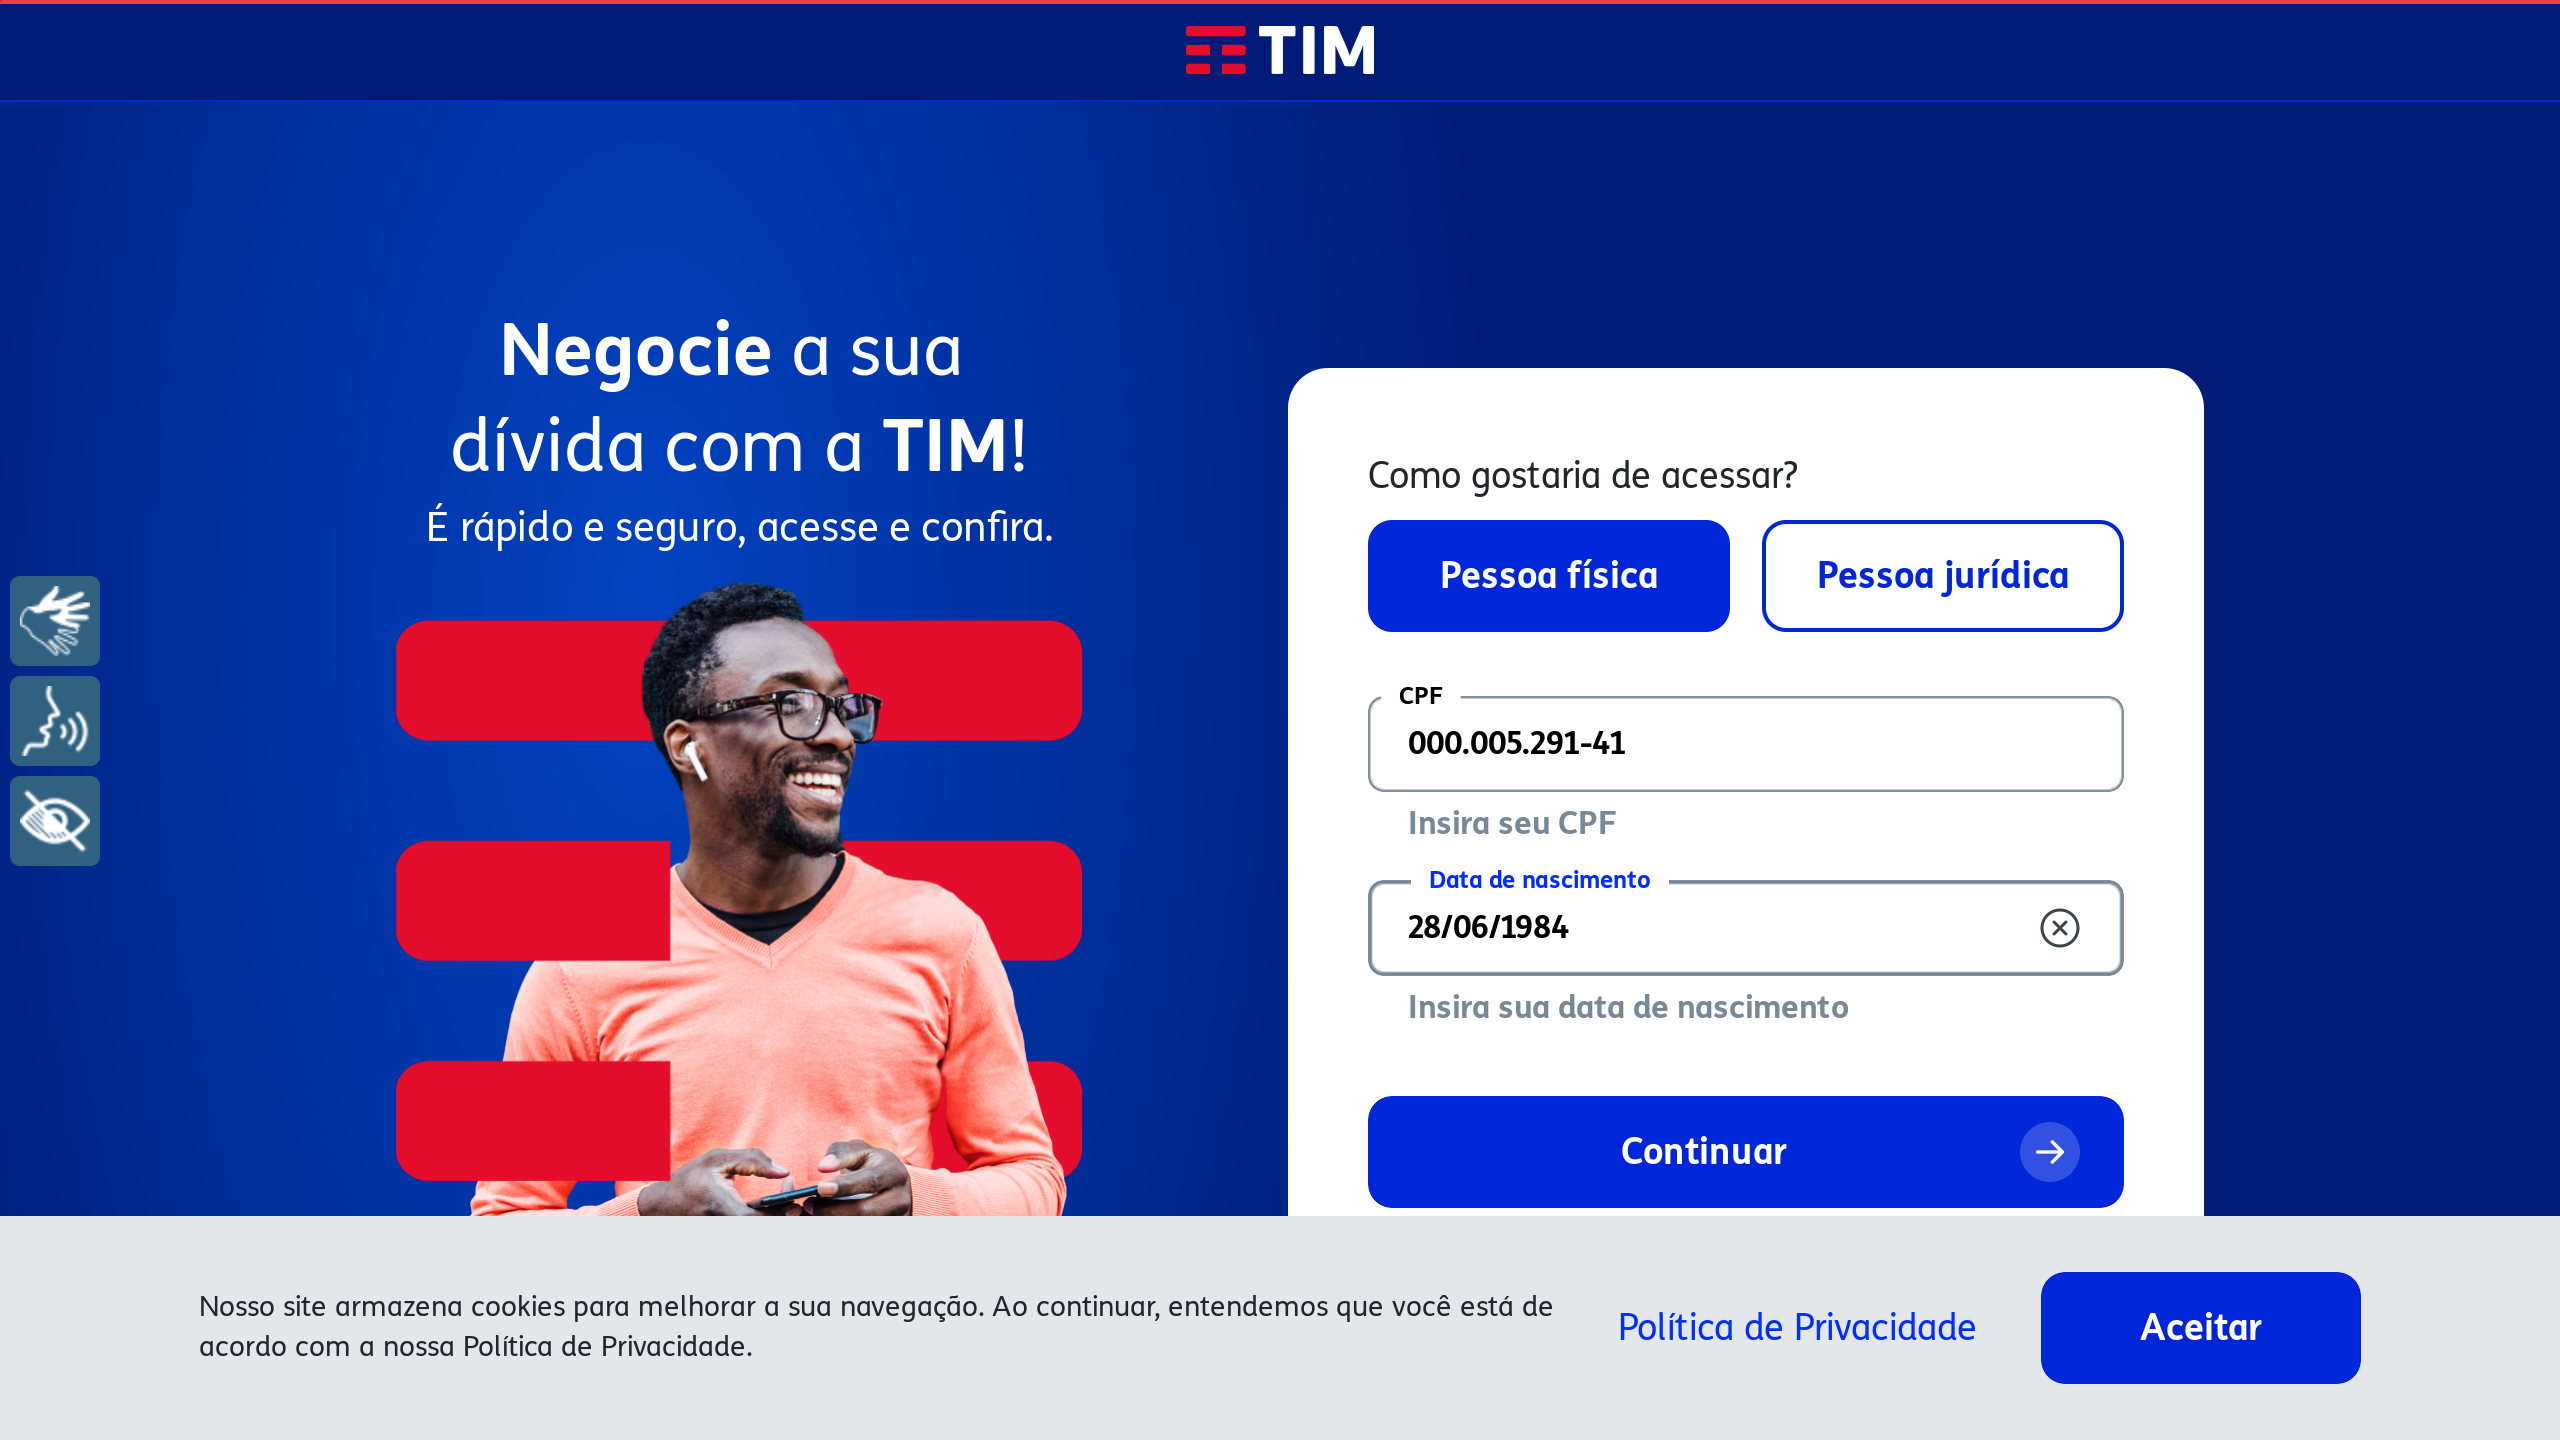 TIM
Negocie a sua
dívida com a TIM!
É rápido e seguro, acesse e confira.
Como gostaria de acessar?
Pessoa física
Pessoa jurídica
CPF
000.005.291-41
Insira seu CPF
Data de nascimento
28/06/1984
Insira sua data de nascimento
Continuar
Nosso site armazena cookies para melhorar a sua navegação. Ao continuar, entendemos que você está de
acordo com a nossa Política de Privacidade.
Política de Privacidade
Aceitar